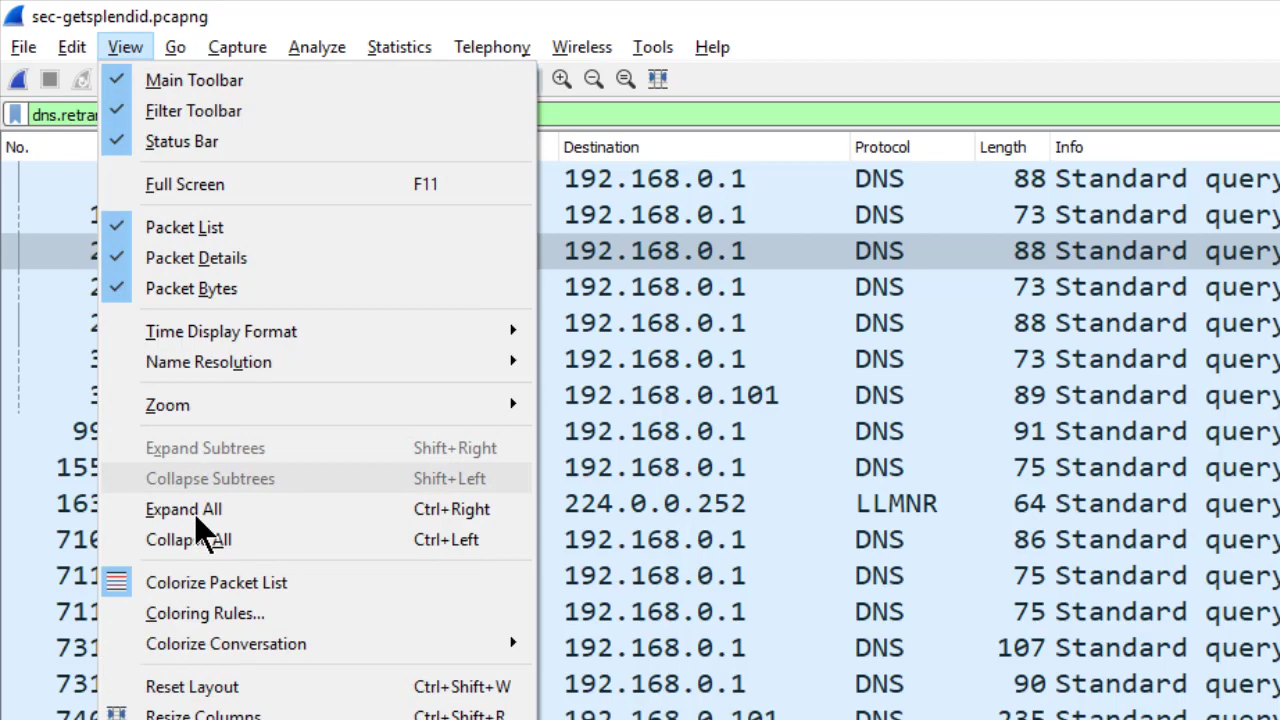 sec-getsplendid.pcapng
File Edit View Go Capture Analyze Statistics Telephony Wireless Tools Help
Main Toolbar
dns.retran
Filter Toolbar
Status Bar
No. Destination Protocol Length Info
Full Screen F11
Packet List
Packet Details
Packet Bytes
Time Display Format
Name Resolution
Zoom
Expand Subtrees Shift+Right
Collapse Subtrees Shift+Left
Expand All Ctrl+Right
Collapse All Ctrl+Left
Colorize Packet List
Coloring Rules...
Colorize Conversation
Reset Layout Ctrl+Shift+W
Resize Columns Ctrl+Shift+R
192.168.0.1 DNS 88 Standard query
1 192.168.0.1 DNS 73 Standard query
2 192.168.0.1 DNS 88 Standard query
2 192.168.0.1 DNS 73 Standard query
2 192.168.0.1 DNS 88 Standard query
3 192.168.0.1 DNS 73 Standard query
3 192.168.0.101 DNS 89 Standard query
99 192.168.0.1 DNS 91 Standard query
155 192.168.0.1 DNS 75 Standard query
163 224.0.0.252 LLMNR 64 Standard query
710 192.168.0.1 DNS 86 Standard query
711 192.168.0.1 DNS 75 Standard query
711 192.168.0.1 DNS 75 Standard query
731 192.168.0.1 DNS 107 Standard query
731 192.168.0.1 DNS 90 Standard query
740 192.168.0.101 DNS 235 Standard query